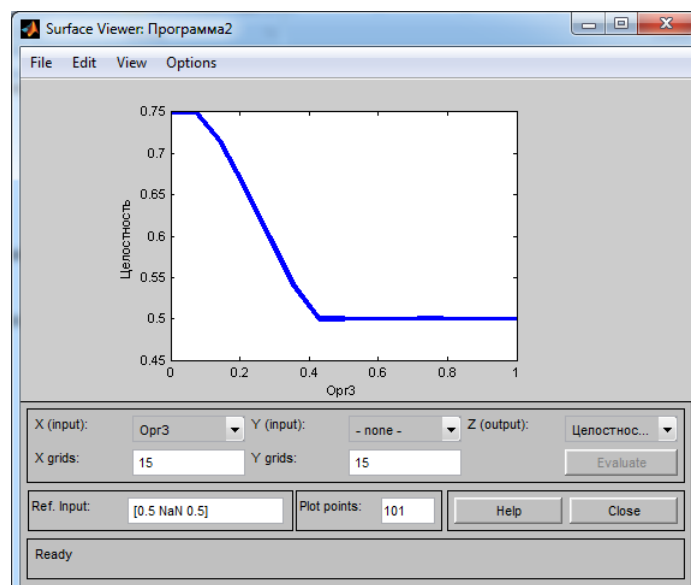 Surface Viewer: Программа2
File Edit View Options
0.75
0.7
0.65
0.6
0.55
0.5
0.45
Целостность
0 0.2 0.4 0.6 0.8 1
Орг3
X (input): Орг3 Y (input): - none - Z (output): Целостнос...
X grids: 15 Y grids: 15 Evaluate
Ref. Input: [0.5 NaN 0.5] Plot points: 101 Help Close
Ready